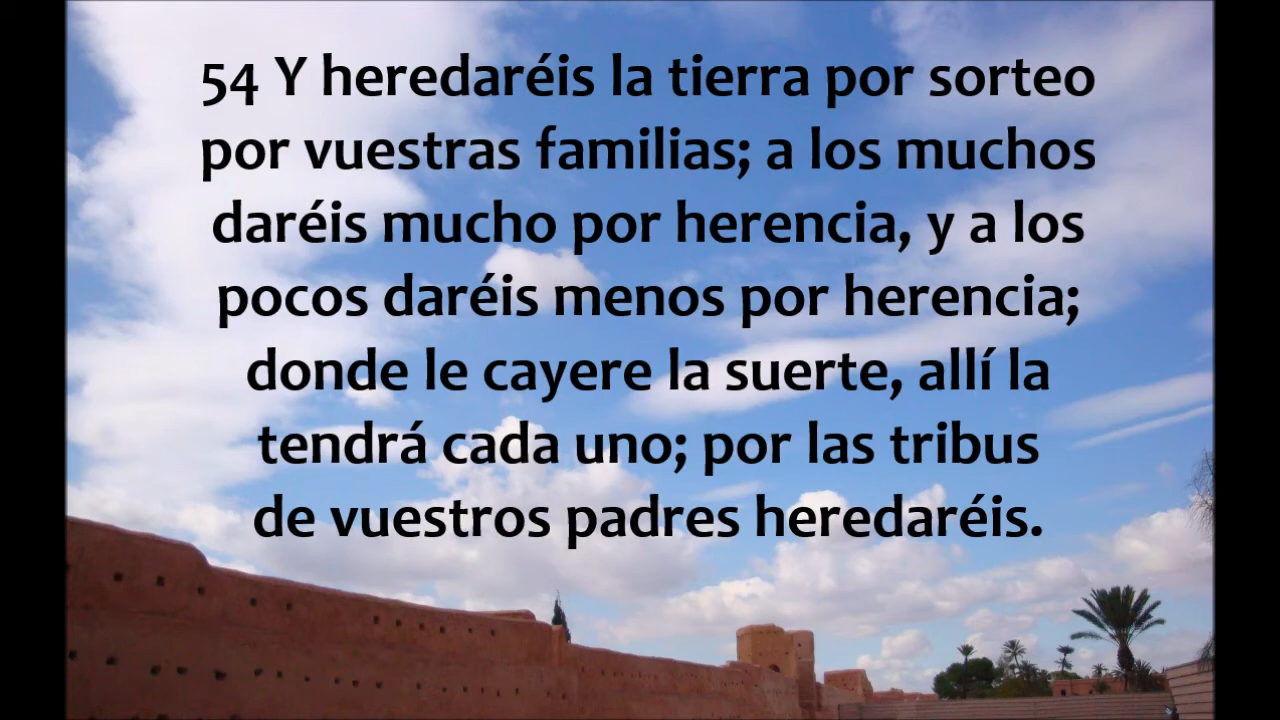 54 Y heredaréis la tierra por sorteo
por vuestras familias; a los muchos
daréis mucho por herencia, y a los
pocos daréis menos por herencia;
donde le cayere la suerte, allí la
tendrá cada uno; por las tribus
de vuestros padres heredaréis.